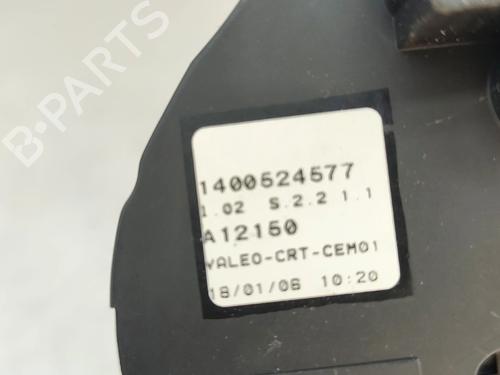 B-PARTS
1400524577
1.02 S.2.2 1.1
A12150
VALEO-CRT-CEM01
18/01/06 10:20